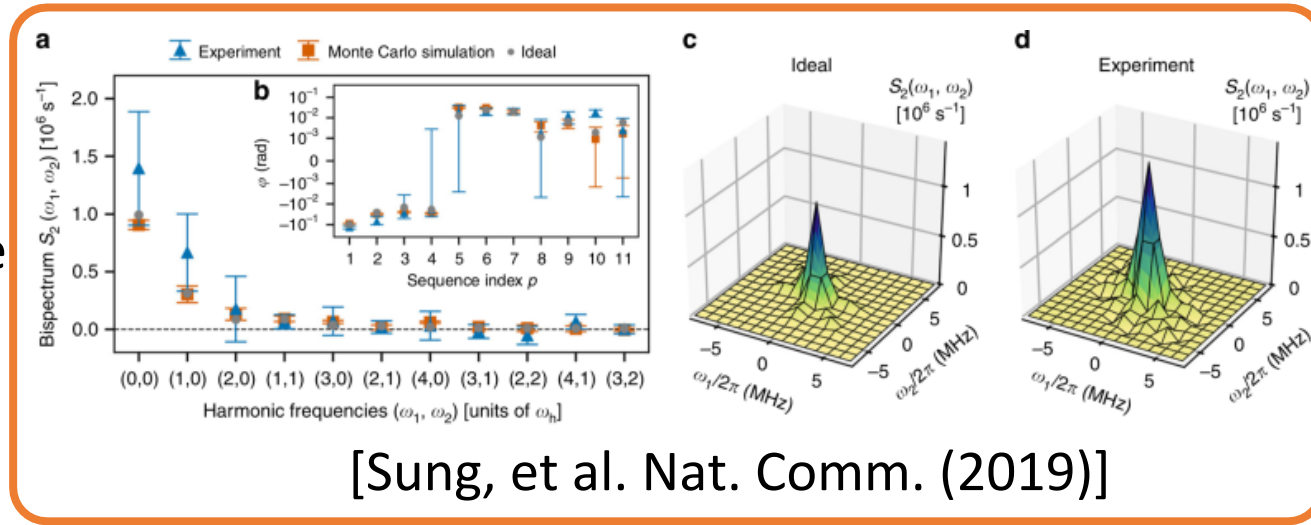 a
Experiment
Monte Carlo simulation
Ideal
Bispectrum S₂ (ω₁, ω₂) [10⁶ s⁻¹]
2.0
1.5
1.0
0.5
0.0
(0,0) (1,0) (2,0) (1,1) (3,0) (2,1) (4,0) (3,1) (2,2) (4,1) (3,2)
Harmonic frequencies (ω₁, ω₂) [units of ωₕ]
b
φ (rad)
10⁻¹
10⁻²
10⁻³
0
−10⁻³
−10⁻²
−10⁻¹
1 2 3 4 5 6 7 8 9 10 11
Sequence index p
c
Ideal
S₂(ω₁, ω₂)
[10⁶ s⁻¹]
1
0.5
0
−5 0 5
ω₁/2π (MHz)
−5 0 5
ω₂/2π (MHz)
d
Experiment
S₂(ω₁, ω₂)
[10⁶ s⁻¹]
1
0.5
0
−5 0 5
ω₁/2π (MHz)
−5 0 5
ω₂/2π (MHz)
e
[Sung, et al. Nat. Comm. (2019)]